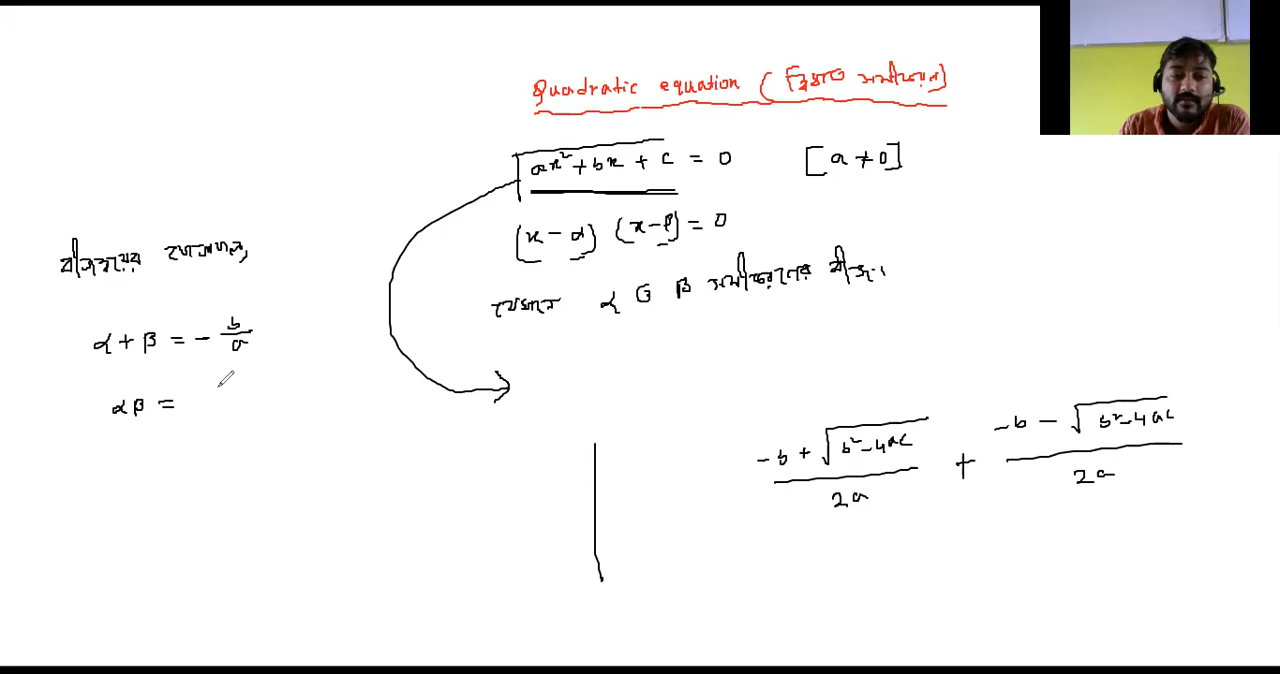 Quadratic equation (দ্বিঘাত সমীকরণ)
ax² + bx + c = 0 [a ≠ 0]
(x - α) (x - β) = 0
যেখানে α ও β সমীকরণের বীজ।
বীজদ্বয়ের যোগফল,
α + β = - b/a
αβ =
(-b + √(b² - 4ac))/2a + (-b - √(b² - 4ac))/2a